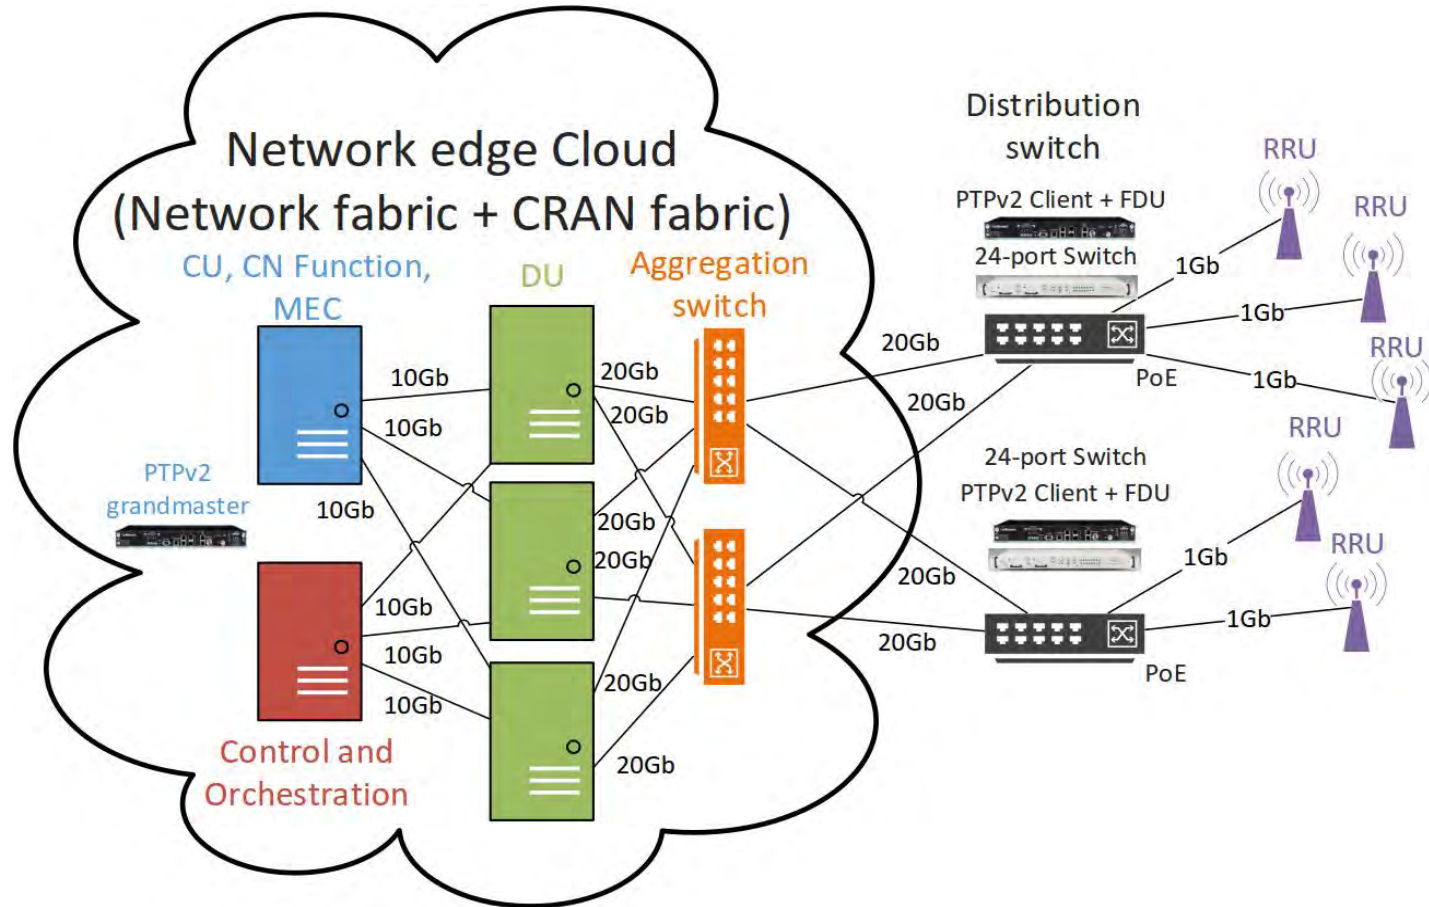 Network edge Cloud
(Network fabric + CRAN fabric)
CU, CN Function,
MEC
DU
Aggregation
switch
Distribution
switch
PTPv2 Client + FDU
24-port Switch
RRU
RRU
RRU
1Gb
1Gb
1Gb
PoE
10Gb
10Gb
10Gb
20Gb
20Gb
20Gb
20Gb
PTPv2
grandmaster
20Gb
20Gb
24-port Switch
PTPv2 Client + FDU
RRU
RRU
1Gb
1Gb
20Gb
20Gb
PoE
10Gb
10Gb
10Gb
20Gb
20Gb
Control and
Orchestration